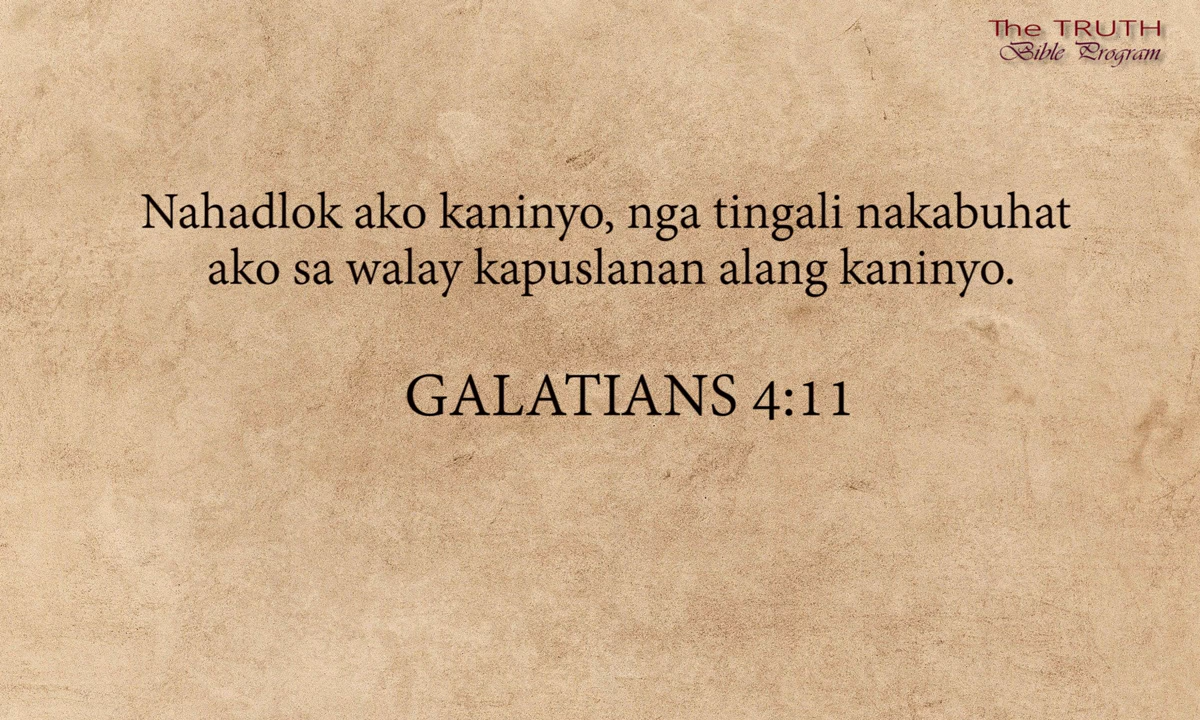 The TRUTH
Bible Program
Nahadlok ako kaninyo, nga tingali nakabuhat
ako sa walay kapuslanan alang kaninyo.
GALATIANS 4:11